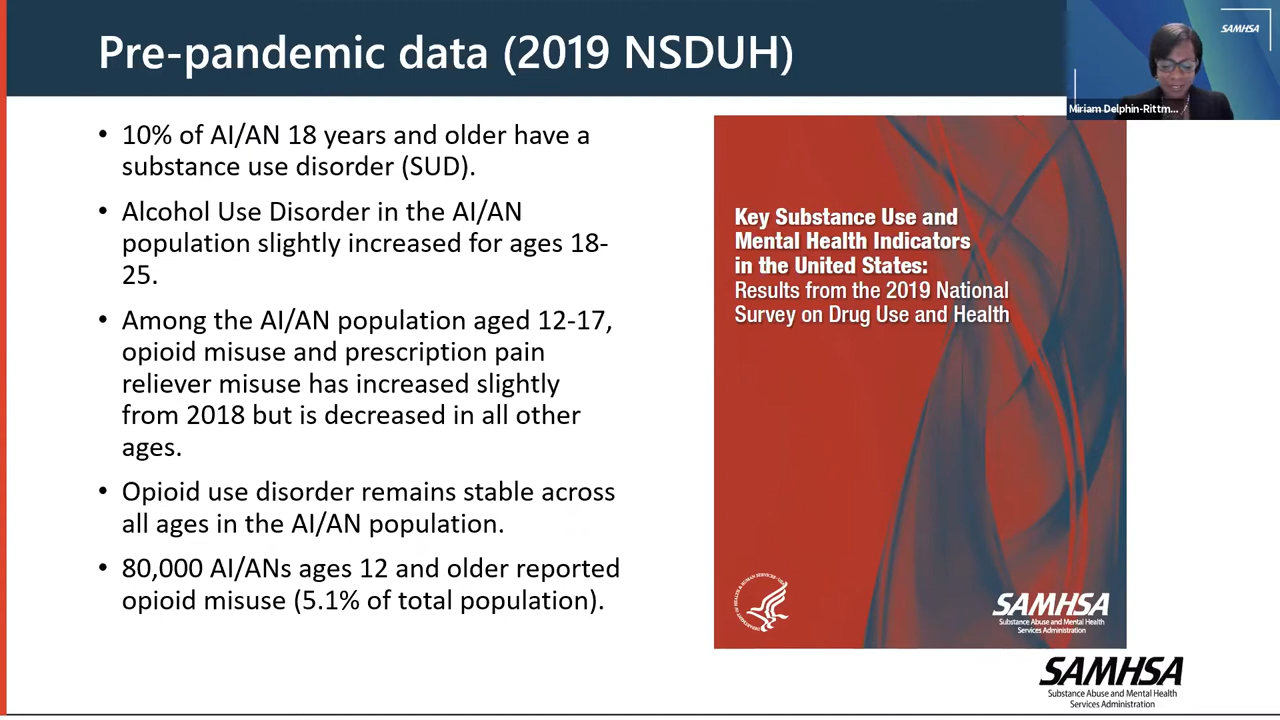 Pre-pandemic data (2019 NSDUH)
SAMHSA
Miriam Delphin-Rittm...
• 10% of AI/AN 18 years and older have a
substance use disorder (SUD).
• Alcohol Use Disorder in the AI/AN
population slightly increased for ages 18-
25.
• Among the AI/AN population aged 12-17,
opioid misuse and prescription pain
reliever misuse has increased slightly
from 2018 but is decreased in all other
ages.
• Opioid use disorder remains stable across
all ages in the AI/AN population.
• 80,000 AI/ANs ages 12 and older reported
opioid misuse (5.1% of total population).
Key Substance Use and
Mental Health Indicators
in the United States:
Results from the 2019 National
Survey on Drug Use and Health
DEPARTMENT OF HEALTH & HUMAN SERVICES • USA
SAMHSA
Substance Abuse and Mental Health
Services Administration
SAMHSA
Substance Abuse and Mental Health
Services Administration